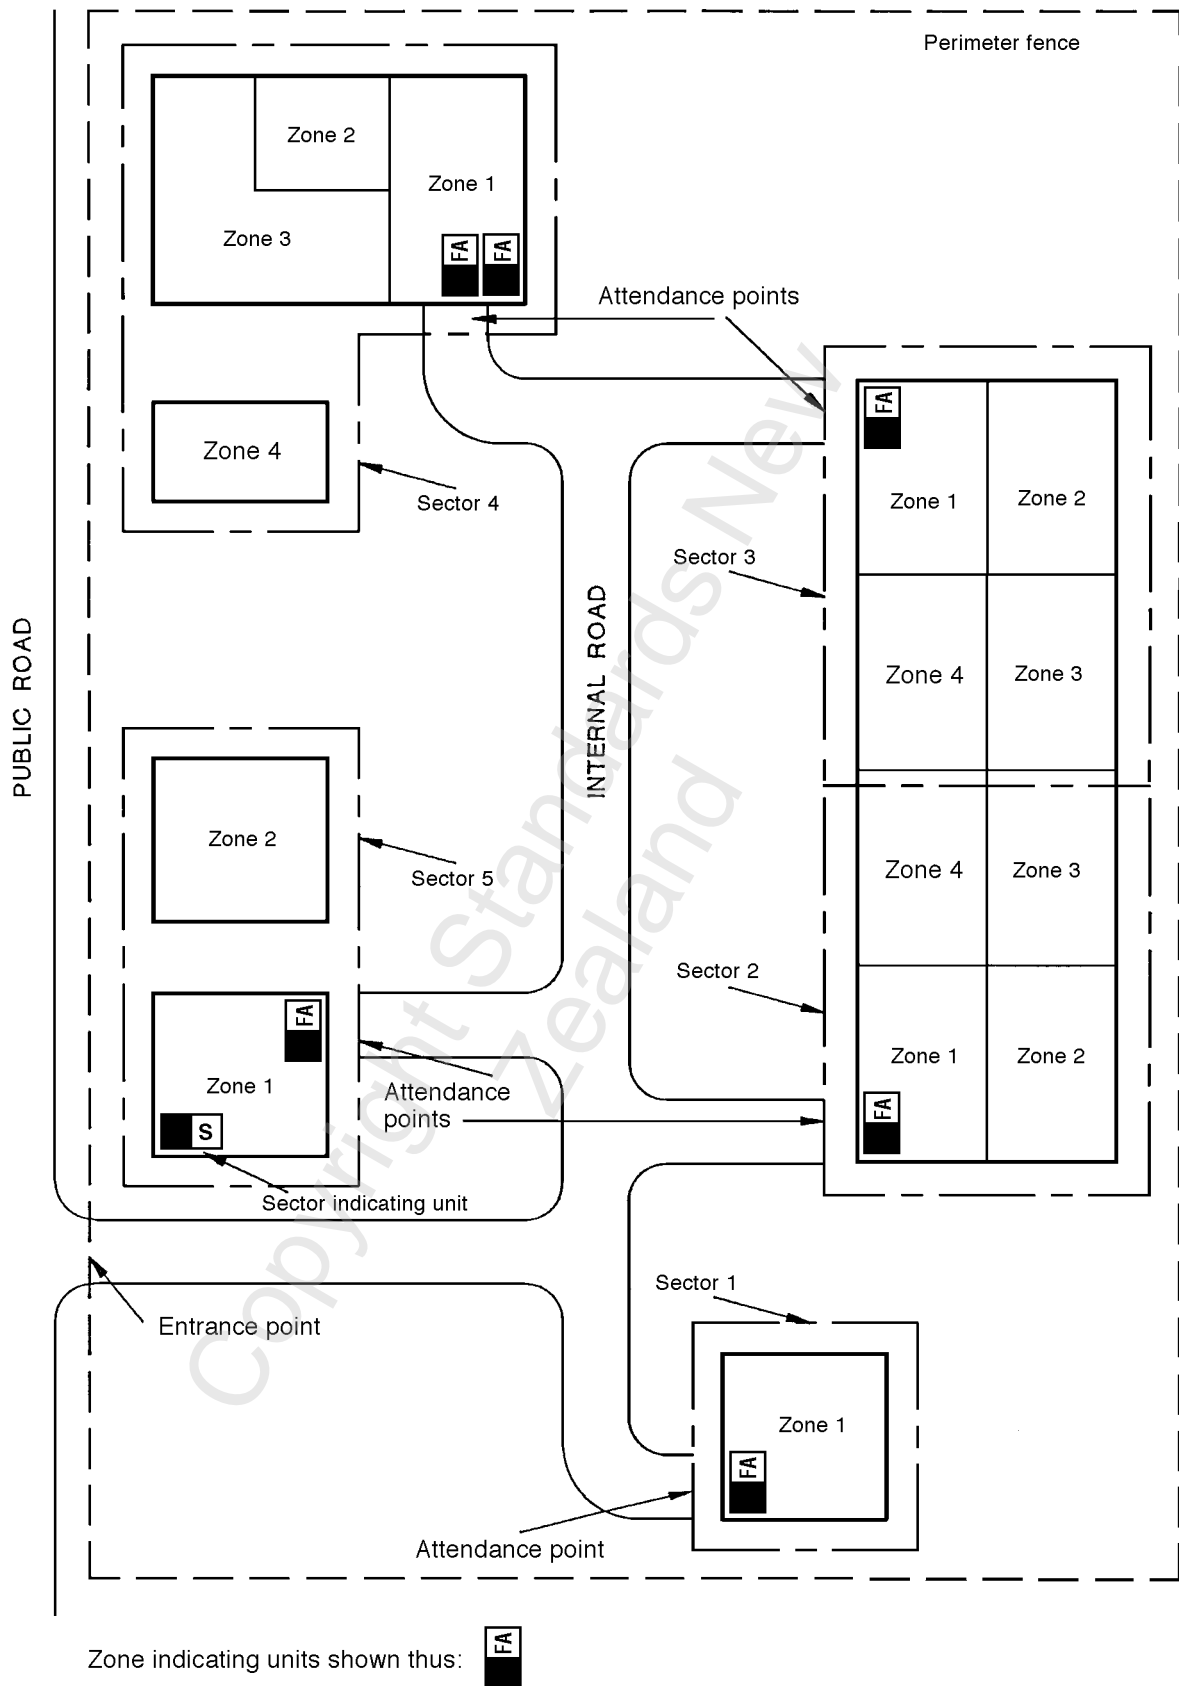 Perimeter fence
Zone 2
Zone 1
Zone 3
FA
FA
Attendance points
FA
Zone 4
Sector 4
Zone 1
Zone 2
Sector 3
PUBLIC ROAD
INTERNAL ROAD
Zone 4
Zone 3
Zone 2
Sector 5
Zone 4
Zone 3
Sector 2
FA
Zone 1
Zone 1
Zone 2
Attendance
points
FA
S
Sector indicating unit
Sector 1
Entrance point
Zone 1
FA
Attendance point
Zone indicating units shown thus:
FA
Copyright Standards New
Zealand